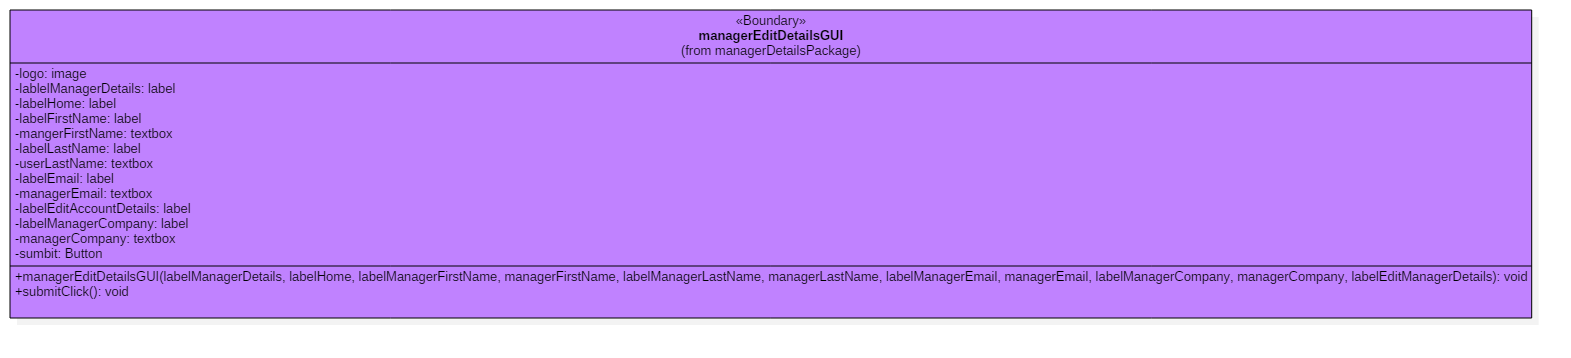 «Boundary»
managerEditDetailsGUI
(from managerDetailsPackage)
-logo: image
-lablelManagerDetails: label
-labelHome: label
-labelFirstName: label
-mangerFirstName: textbox
-labelLastName: label
-userLastName: textbox
-labelEmail: label
-managerEmail: textbox
-labelEditAccountDetails: label
-labelManagerCompany: label
-managerCompany: textbox
-sumbit: Button
+managerEditDetailsGUI(labelManagerDetails, labelHome, labelManagerFirstName, managerFirstName, labelManagerLastName, managerLastName, labelManagerEmail, managerEmail, labelManagerCompany, managerCompany, labelEditManagerDetails): void
+submitClick(): void